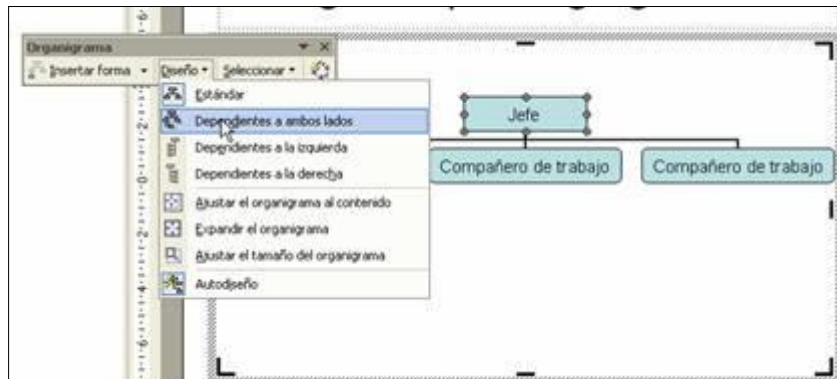 Organigrama
Insertar forma Diseño Seleccionar
Estándar
Dependientes a ambos lados
Dependientes a la izquierda
Dependientes a la derecha
Ajustar el organigrama al contenido
Expandir el organigrama
Ajustar el tamaño del organigrama
Autodiseño
Jefe
Compañero de trabajo
Compañero de trabajo